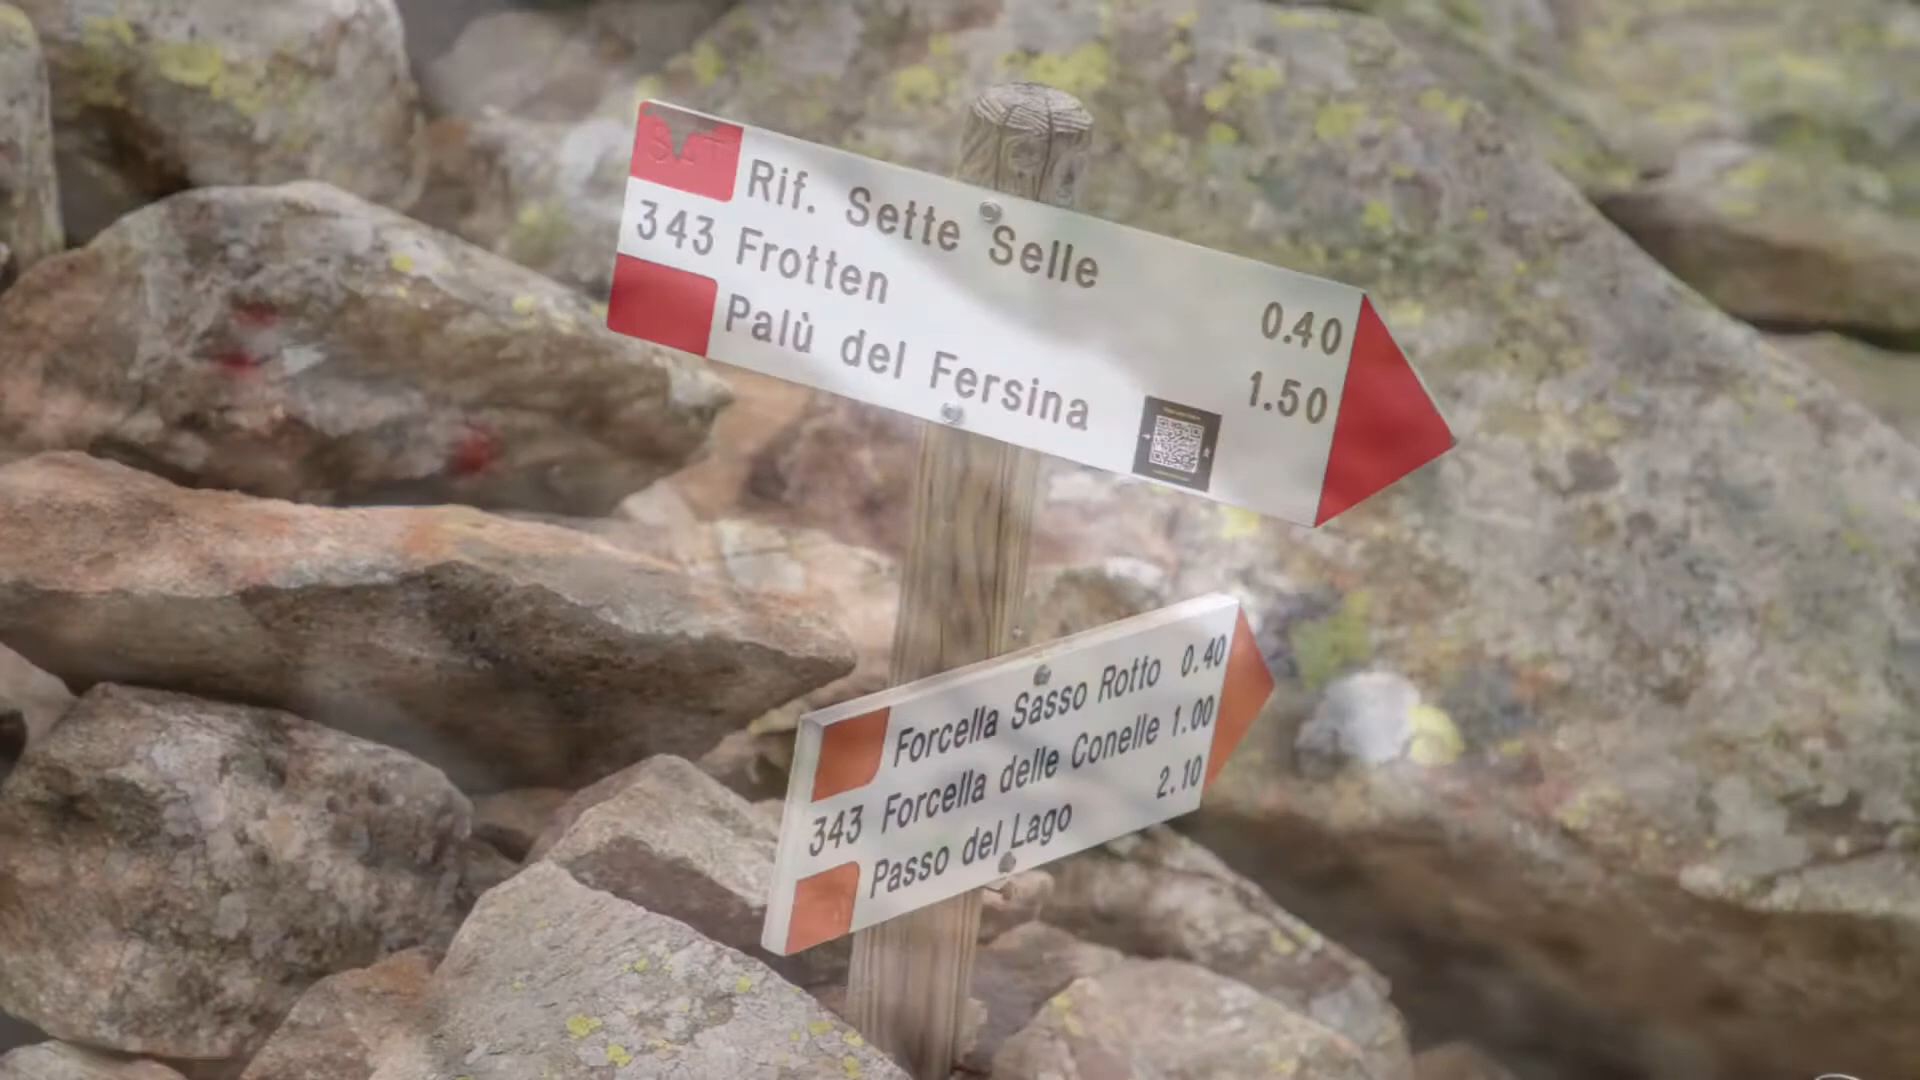 SAT
Rif. Sette Selle 0.40
343 Frotten
Palù del Fersina 1.50
Forcella Sasso Rotto 0.40
343 Forcella delle Conelle 1.00
Passo del Lago 2.10